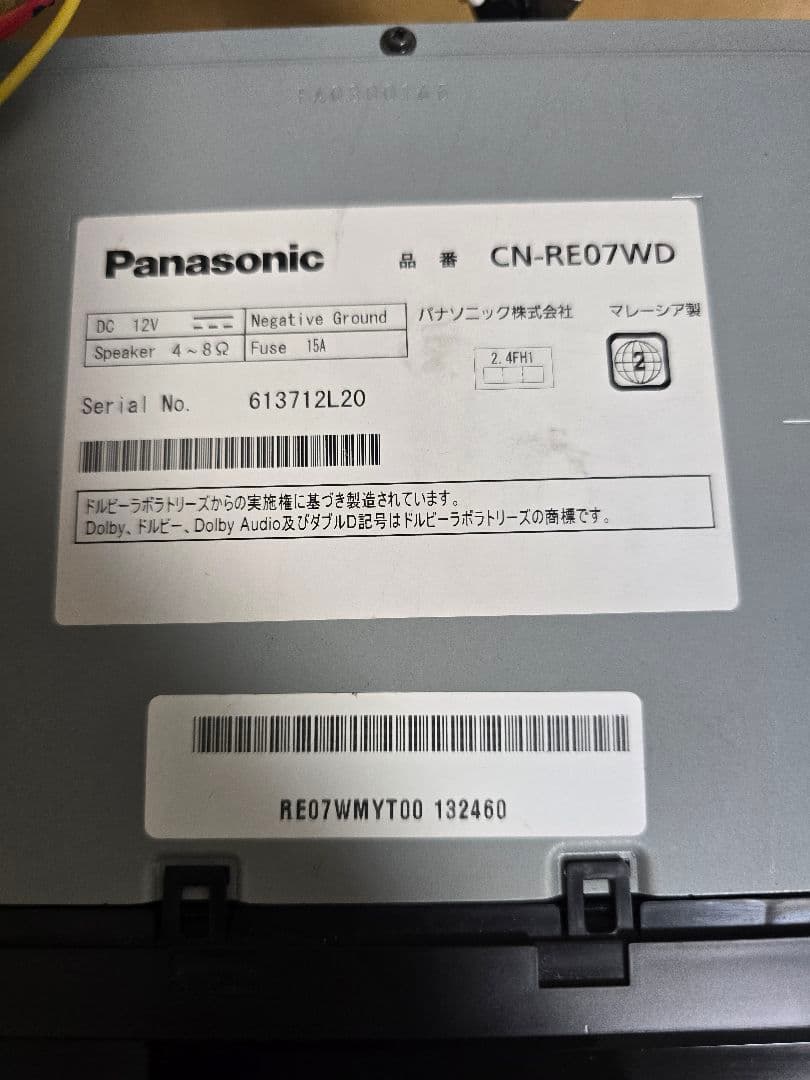 Panasonic 品番 CN-RE07WD
DC 12V Negative Ground パナソニック株式会社 マレーシア製
Speaker 4~8Ω Fuse 15A
2.4FH1
2
Serial No. 613712L20
ドルビーラボラトリーズからの実施権に基づき製造されています。
Dolby、ドルビー、Dolby Audio及びダブルD記号はドルビーラボラトリーズの商標です。
RE07WMYT00 132460